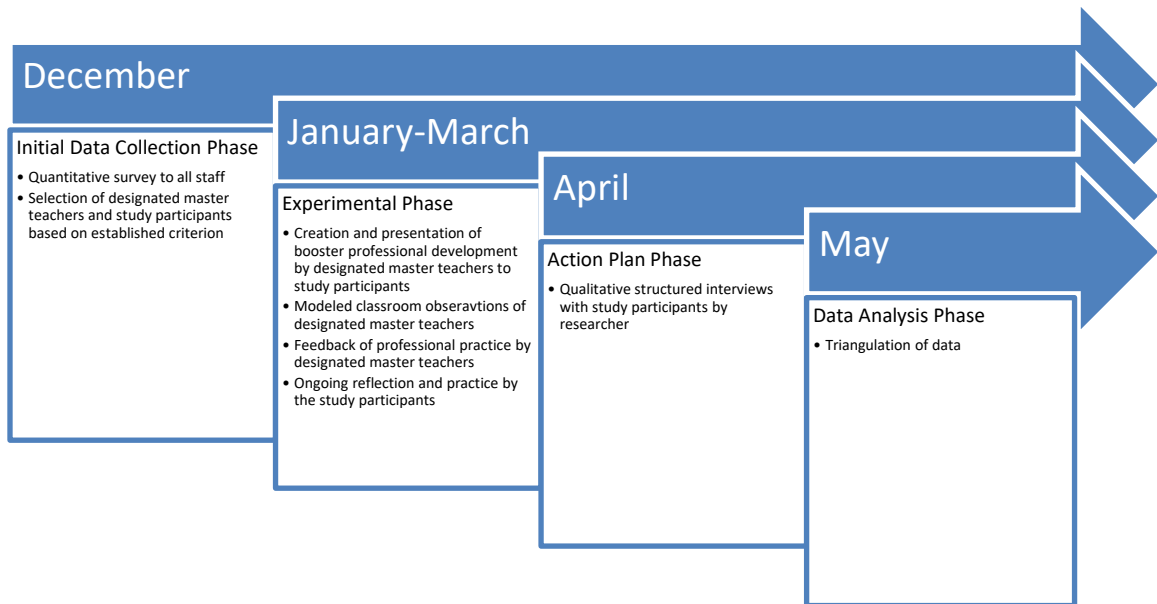 December
Initial Data Collection Phase
• Quantitative survey to all staff
• Selection of designated master
teachers and study participants
based on established criterion
January-March
Experimental Phase
• Creation and presentation of
booster professional development
by designated master teachers to
study participants
• Modeled classroom obseravtions of
designated master teachers
• Feedback of professional practice by
designated master teachers
• Ongoing reflection and practice by
the study participants
April
Action Plan Phase
• Qualitative structured interviews
with study participants by
researcher
May
Data Analysis Phase
• Triangulation of data